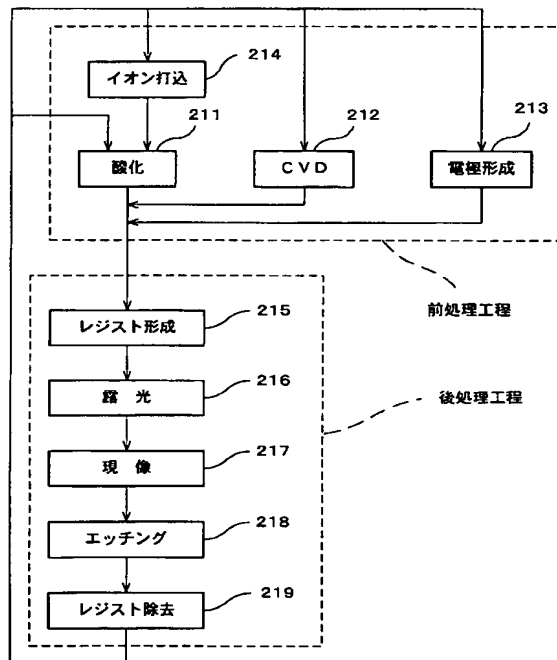 214
イオン打込
211
212
213
酸化
CVD
電極形成
前処理工程
レジスト形成
215
露 光
216
後処理工程
現 像
217
エッチング
218
レジスト除去
219